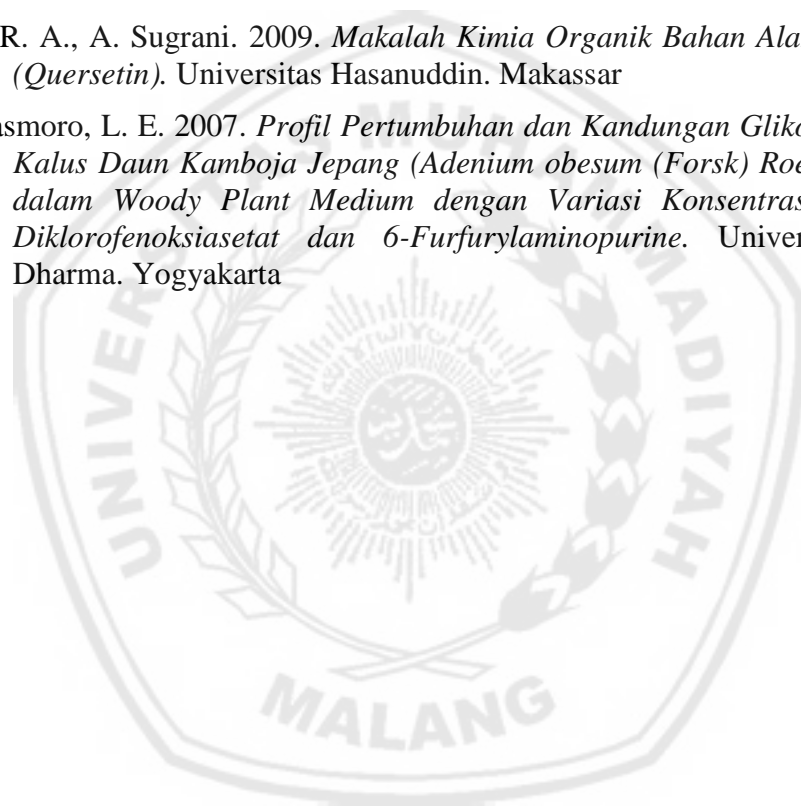 R. A., A. Sugrani. 2009. Makalah Kimia Organik Bahan Ala
(Quersetin). Universitas Hasanuddin. Makassar
asmoro, L. E. 2007. Profil Pertumbuhan dan Kandungan Gliko
Kalus Daun Kamboja Jepang (Adenium obesum (Forsk) Roe
dalam Woody Plant Medium dengan Variasi Konsentras
Diklorofenoksiasetat dan 6-Furfurylaminopurine. Univer
Dharma. Yogyakarta
UNIVERSITAS MUHAMMADIYAH
MALANG